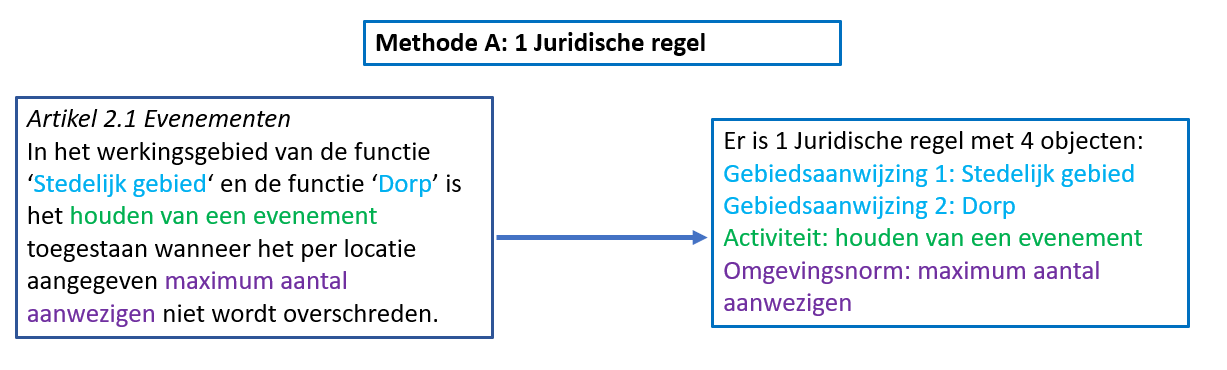 Methode A: 1 Juridische regel
Artikel 2.1 Evenementen
In het werkingsgebied van de functie
‘Stedelijk gebied‘ en de functie ‘Dorp’ is
het houden van een evenement
toegestaan wanneer het per locatie
aangegeven maximum aantal
aanwezigen niet wordt overschreden.
Er is 1 Juridische regel met 4 objecten:
Gebiedsaanwijzing 1: Stedelijk gebied
Gebiedsaanwijzing 2: Dorp
Activiteit: houden van een evenement
Omgevingsnorm: maximum aantal
aanwezigen